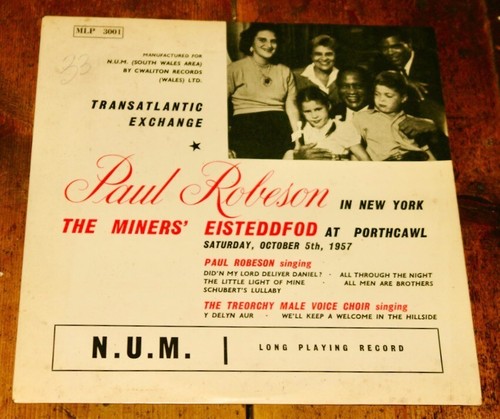 MLP 3001
33
MANUFACTURED FOR
N.U.M. (SOUTH WALES AREA)
BY CWALITON RECORDS
(WALES) LTD.
TRANSATLANTIC
EXCHANGE
Paul Robeson IN NEW YORK
THE MINERS' EISTEDDFOD AT PORTHCAWL
SATURDAY, OCTOBER 5th, 1957
PAUL ROBESON singing
DID'N MY LORD DELIVER DANIEL? · ALL THROUGH THE NIGHT
THE LITTLE LIGHT OF MINE · ALL MEN ARE BROTHERS
SCHUBERT'S LULLABY
THE TREORCHY MALE VOICE CHOIR singing
Y DELYN AUR · WE'LL KEEP A WELCOME IN THE HILLSIDE
N.U.M. | LONG PLAYING RECORD